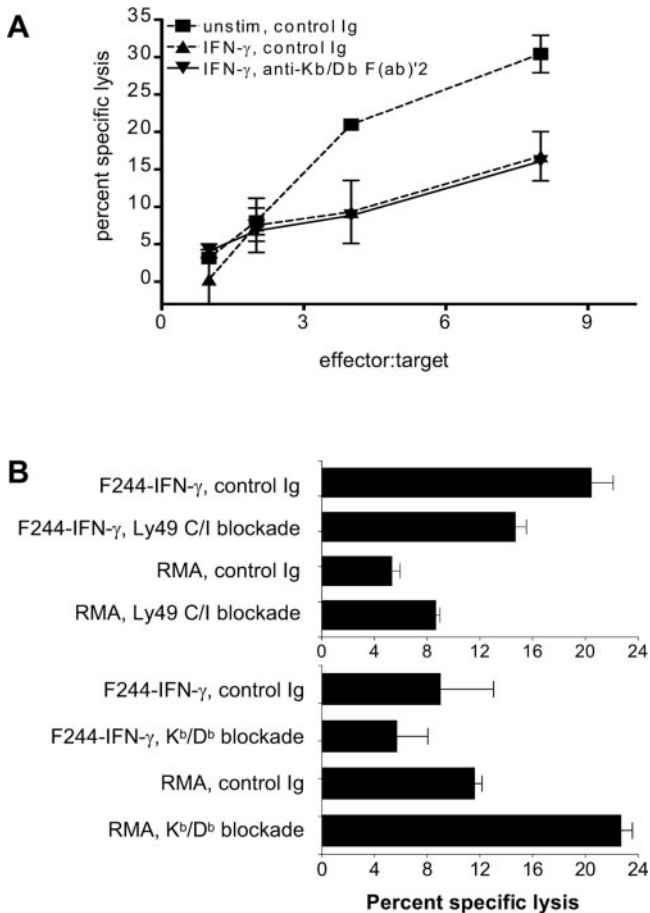 A
unstim, control Ig
IFN-γ, control Ig
IFN-γ, anti-Kb/Db F(ab)'2
percent specific lysis
35
30
25
20
15
10
5
0
0 3 6 9
effector:target
B
F244-IFN-γ, control Ig
F244-IFN-γ, Ly49 C/I blockade
RMA, control Ig
RMA, Ly49 C/I blockade
0 4 8 12 16 20 24
F244-IFN-γ, control Ig
F244-IFN-γ, Kᵇ/Dᵇ blockade
RMA, control Ig
RMA, Kᵇ/Dᵇ blockade
0 4 8 12 16 20 24
Percent specific lysis